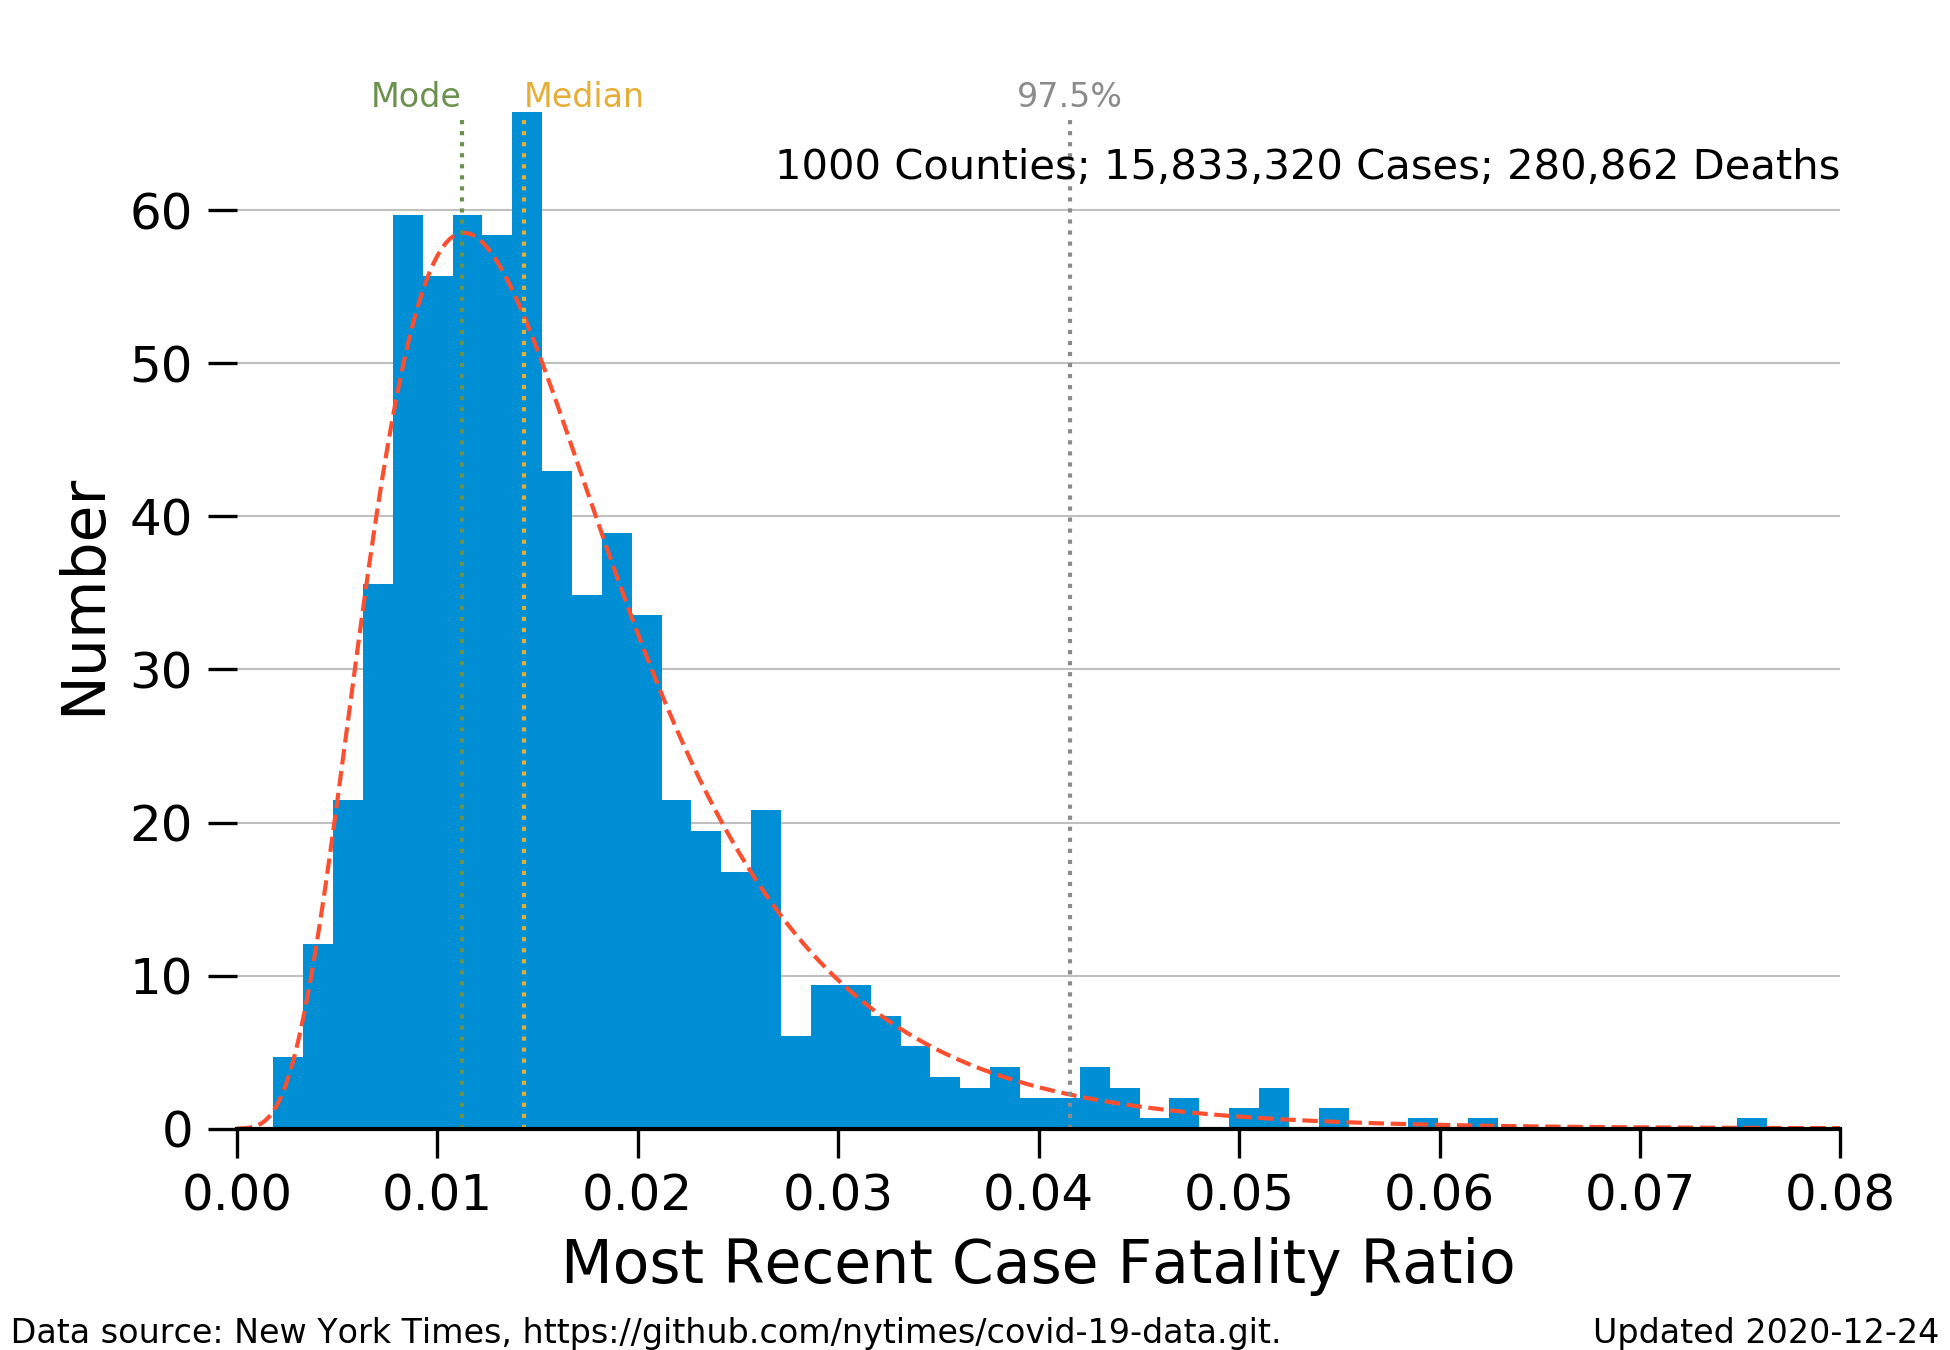 Mode Median 97.5%
1000 Counties; 15,833,320 Cases; 280,862 Deaths
60
50
40
30
20
10
0
Number
0.00 0.01 0.02 0.03 0.04 0.05 0.06 0.07 0.08
Most Recent Case Fatality Ratio
Data source: New York Times, https://github.com/nytimes/covid-19-data.git. Updated 2020-12-24